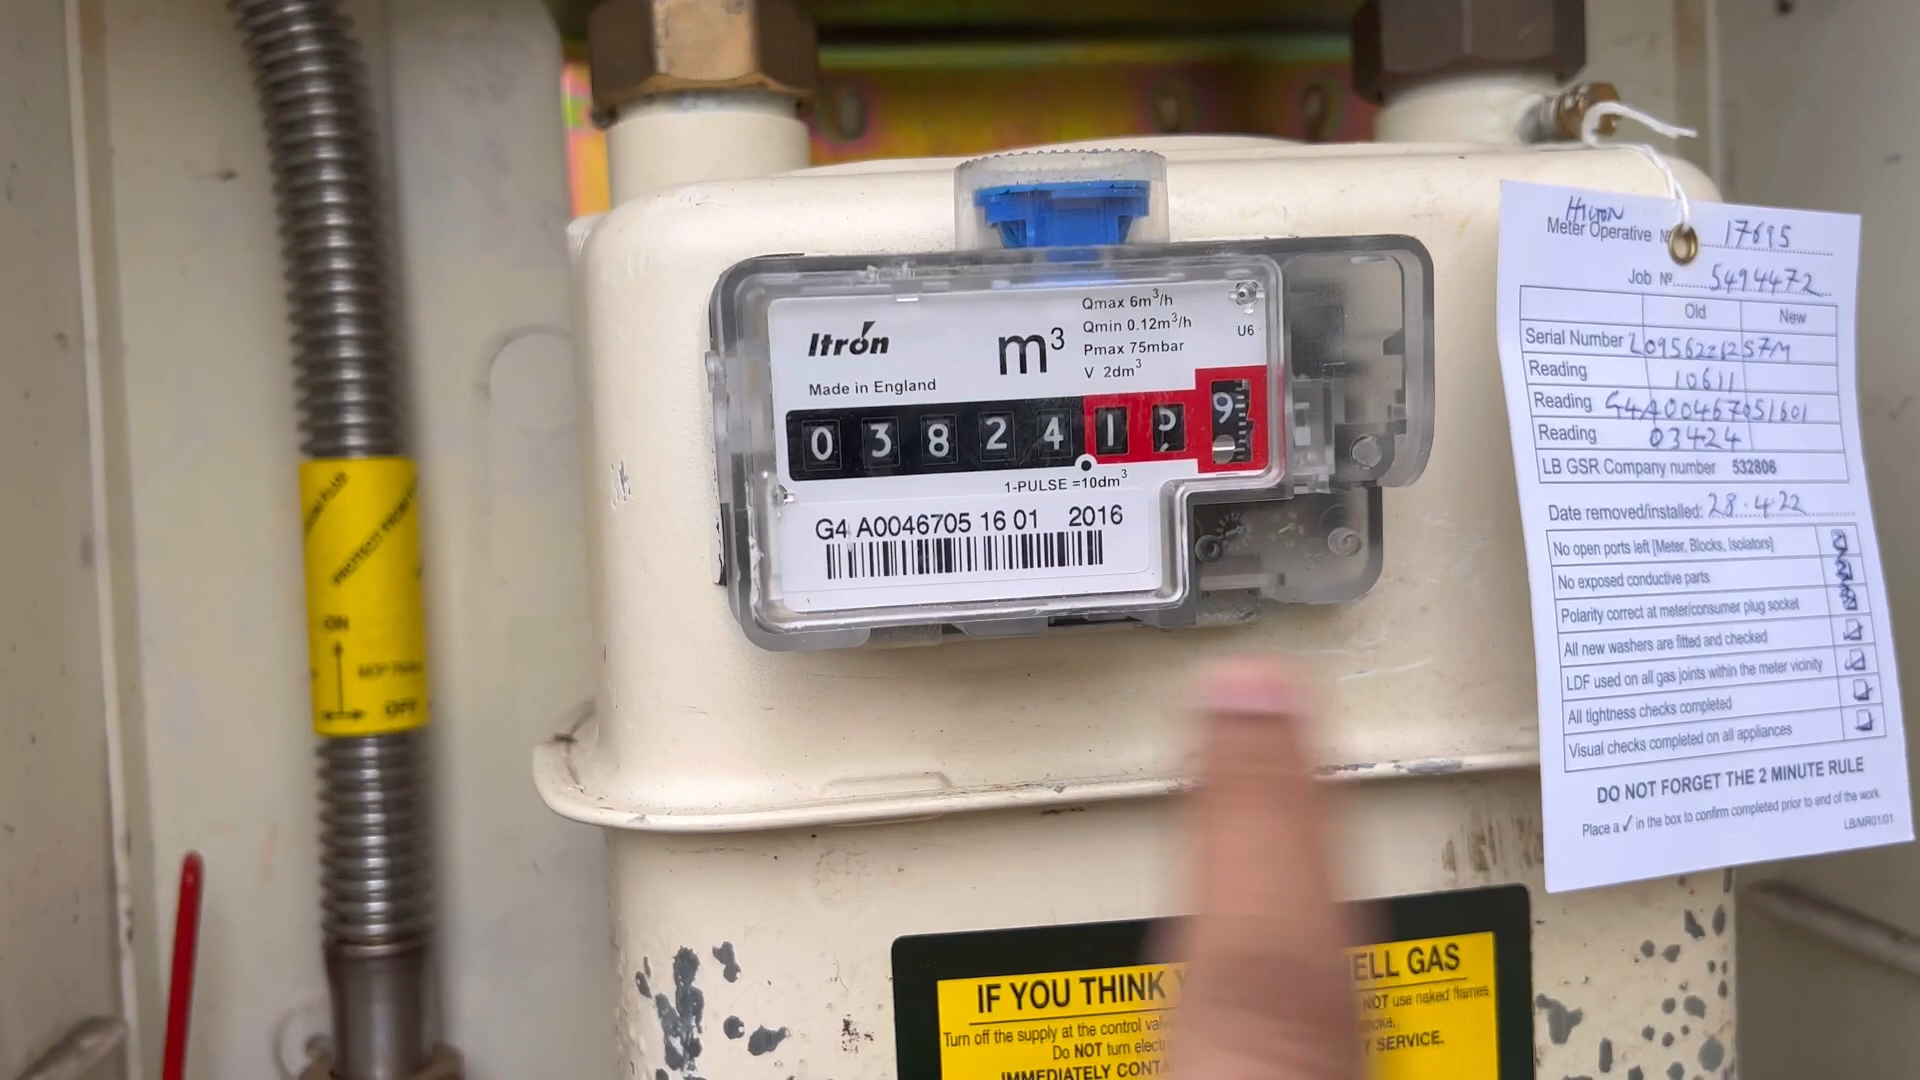 Itrón
Made in England
m³
Qmax 6m³/h
Qmin 0.12m³/h
Pmax 75mbar
V 2dm³
U6
0 3 8 2 4 1 9
1-PULSE =10dm³
G4 A0046705 16 01 2016
ON
OFF
HILTON
Meter Operative Nº 17695
Job Nº 5494472
Old New
Serial Number
Reading 10611
Reading G4A00467051601
Reading 03424
LB GSR Company number 532806
Date removed/installed: 28.4.22
No open ports left [Meter, Blocks, Isolators]
No exposed conductive parts
Polarity correct at meter/consumer plug socket
All new washers are fitted and checked
LDF used on all gas joints within the meter vicinity
All tightness checks completed
Visual checks completed on all appliances
DO NOT FORGET THE 2 MINUTE RULE
Place a ✓ in the box to confirm completed prior to end of the work
LB/MR01/01
IF YOU THINK ELL GAS
Turn off the supply at the control NOT use naked flames,
Do NOT turn SERVICE.
IMMEDIATELY